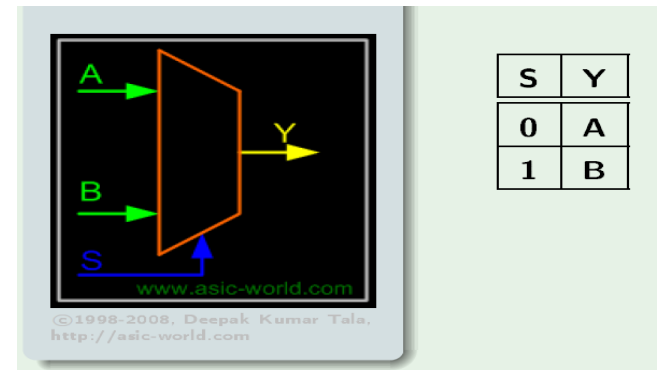 A
B
S
Y
www.asic-world.com
©1998-2008, Deepak Kumar Tala,
http://asic-world.com
S Y
0 A
1 B